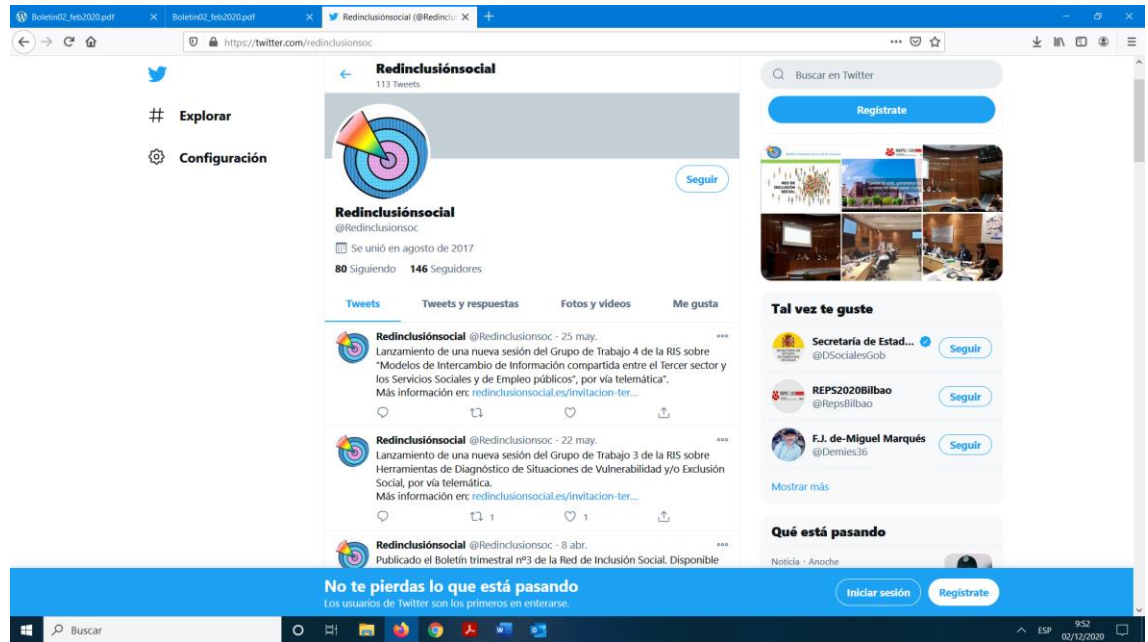 Boletin02_feb2020.pdf
Boletin02_feb2020.pdf
Redinclusiónsocial (@Redinclu
https://twitter.com/redinclusionsoc
Redinclusiónsocial
113 Tweets
Explorar
Configuración
Seguir
Redinclusiónsocial
@Redinclusionsoc
Se unió en agosto de 2017
80 Siguiendo 146 Seguidores
Tweets Tweets y respuestas Fotos y videos Me gusta
Redinclusiónsocial @Redinclusionsoc · 25 may.
Lanzamiento de una nueva sesión del Grupo de Trabajo 4 de la RIS sobre
"Modelos de Intercambio de Información compartida entre el Tercer sector y
los Servicios Sociales y de Empleo públicos", por vía telemática".
Más información en: redinclusionsocial.es/invitacion-ter...
Redinclusiónsocial @Redinclusionsoc · 22 may.
Lanzamiento de una nueva sesión del Grupo de Trabajo 3 de la RIS sobre
Herramientas de Diagnóstico de Situaciones de Vulnerabilidad y/o Exclusión
Social, por vía telemática.
Más información en: redinclusionsocial.es/invitacion-ter...
1 1
Redinclusiónsocial @Redinclusionsoc · 8 abr.
Publicado el Boletín trimestral nº3 de la Red de Inclusión Social. Disponible
Buscar en Twitter
Regístrate
RED DE
INCLUSIÓN
SOCIAL
Tal vez te guste
Secretaría de Estad...
@DSocialesGob
Seguir
REPS2020Bilbao
@RepsBilbao
Seguir
F.J. de-Miguel Marqués
@Demies36
Seguir
Mostrar más
Qué está pasando
Noticia · Anoche
No te pierdas lo que está pasando
Los usuarios de Twitter son los primeros en enterarse.
Iniciar sesión Regístrate
Buscar
ESP
9:52
02/12/2020